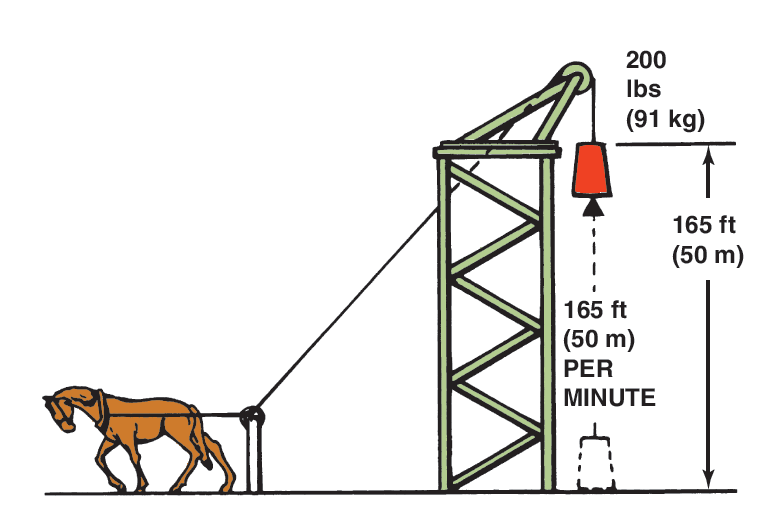 200
lbs
(91 kg)
165 ft
(50 m)
165 ft
(50 m)
PER
MINUTE